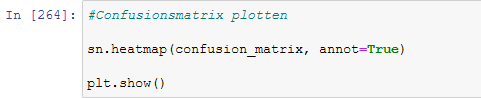 In [264]: #Confusionsmatrix plotten
sn.heatmap(confusion_matrix, annot=True)
plt.show()